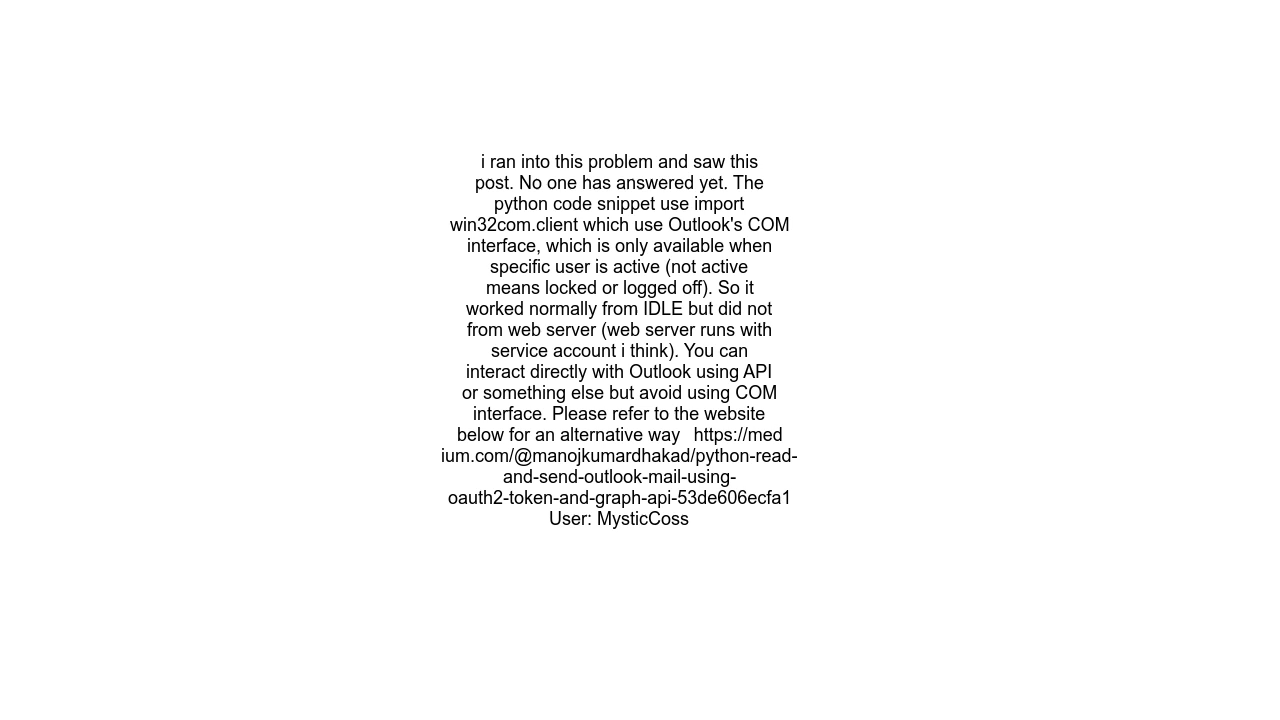 i ran into this problem and saw this
post. No one has answered yet. The
python code snippet use import
win32com.client which use Outlook's COM
interface, which is only available when
specific user is active (not active
means locked or logged off). So it
worked normally from IDLE but did not
from web server (web server runs with
service account i think). You can
interact directly with Outlook using API
or something else but avoid using COM
interface. Please refer to the website
below for an alternative way   https://med
ium.com/@manojkumardhakad/python-read-
and-send-outlook-mail-using-
oauth2-token-and-graph-api-53de606ecfa1
User: MysticCoss